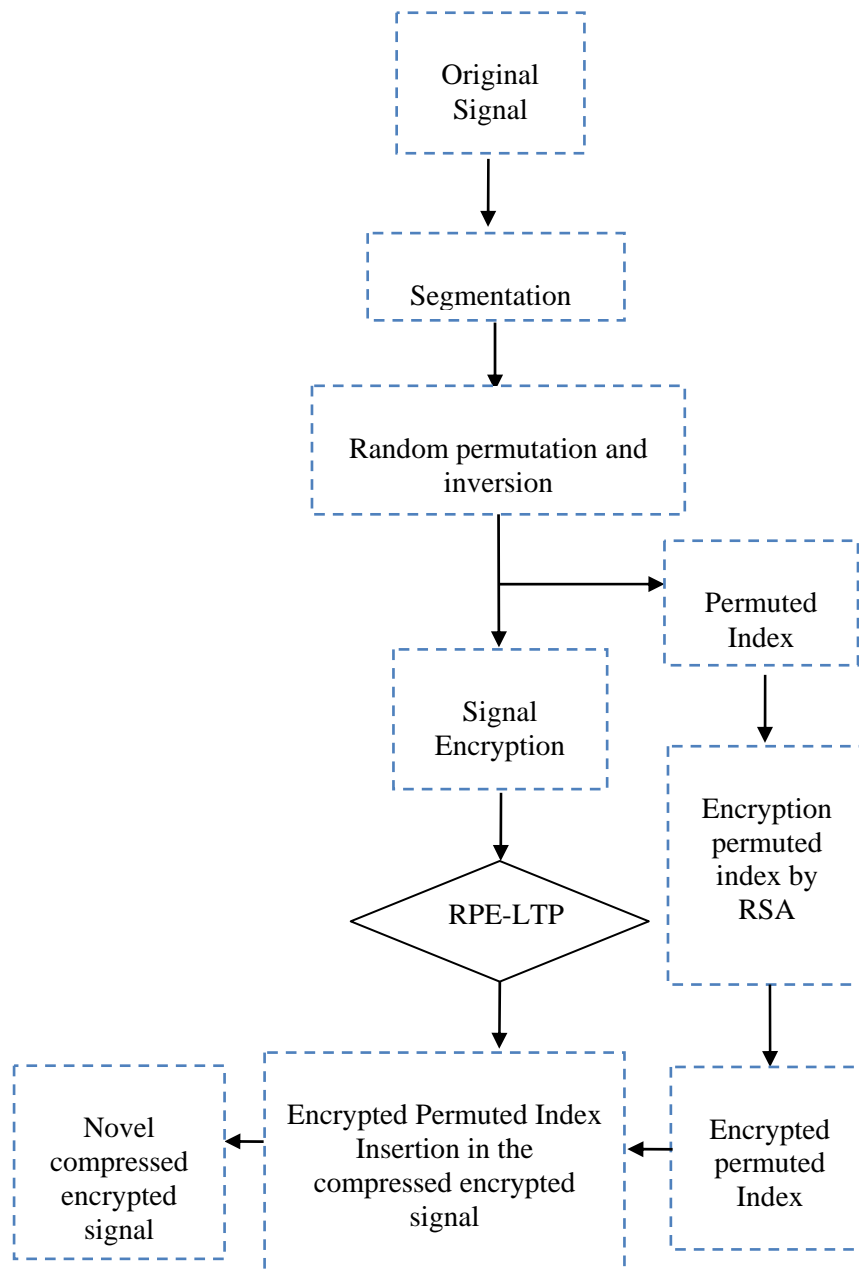 Original
Signal
Segmentation
Random permutation and
inversion
Permuted
Index
Signal
Encryption
Encryption
permuted
index by
RSA
RPE-LTP
Novel
compressed
encrypted
signal
Encrypted Permuted Index
Insertion in the
compressed encrypted
signal
Encrypted
permuted
Index